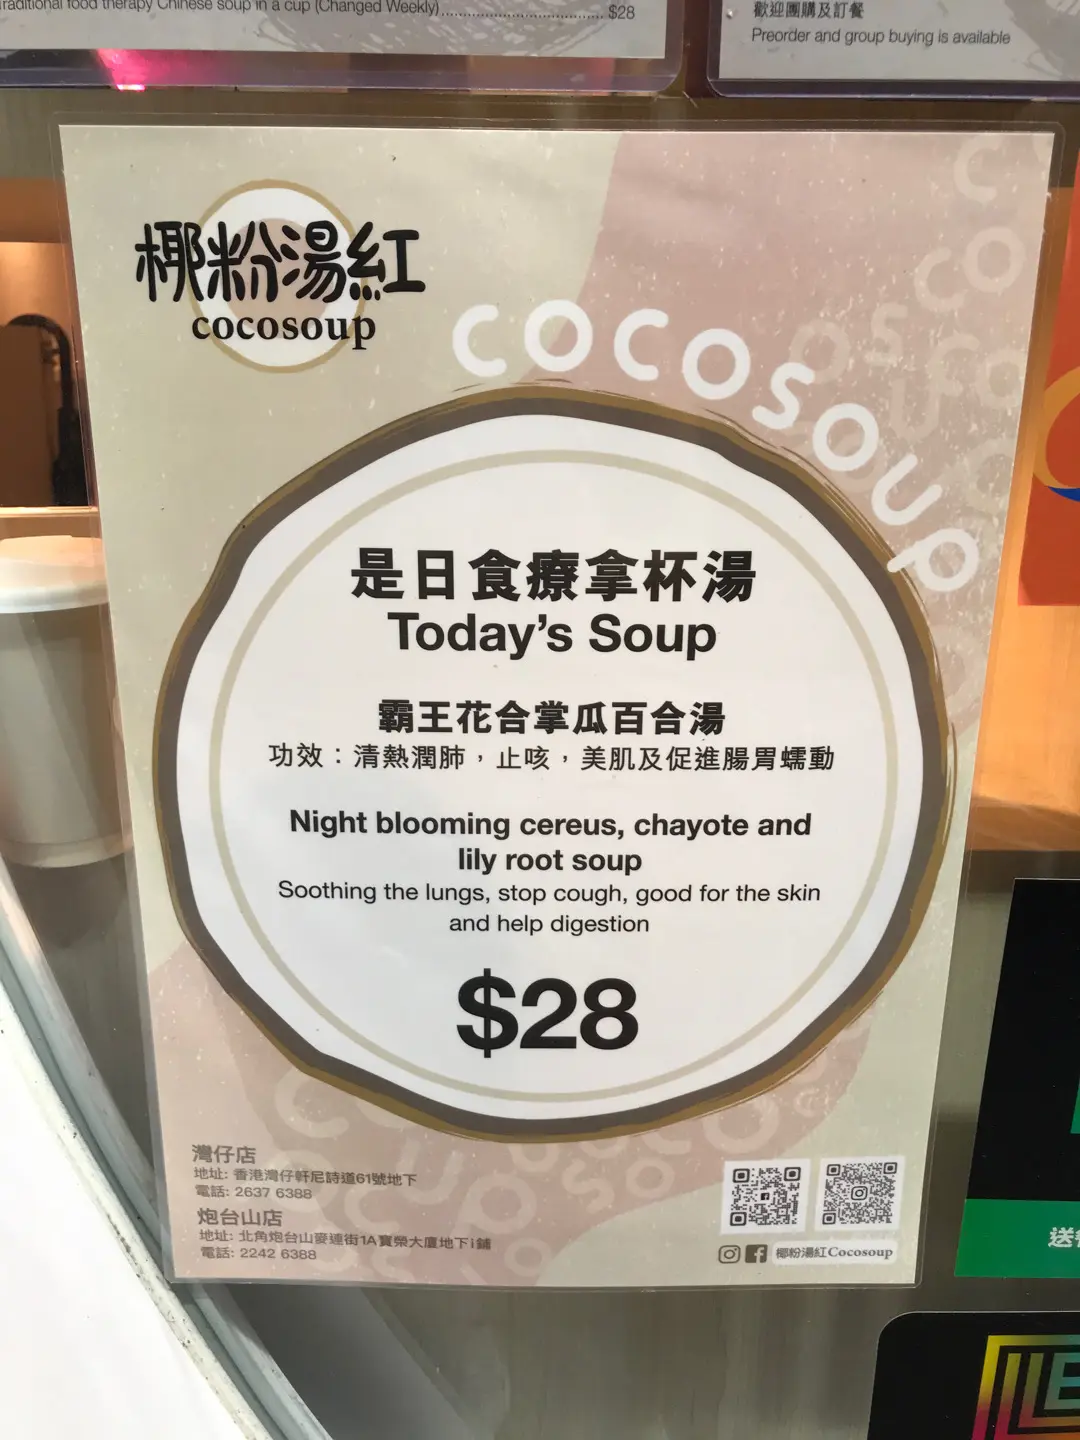 Traditional food therapy Chinese soup in a cup (Changed Weekly) $28
歡迎團購及訂餐
Preorder and group buying is available
椰粉湯紅
cocosoup
cocosoup
是日食療拿杯湯
Today's Soup
霸王花合掌瓜百合湯
功效：清熱潤肺，止咳，美肌及促進腸胃蠕動
Night blooming cereus, chayote and
lily root soup
Soothing the lungs, stop cough, good for the skin
and help digestion
$28
灣仔店
地址: 香港灣仔軒尼詩道61號地下
電話: 2637 6388
炮台山店
地址: 北角炮台山麥連街1A寶榮大廈地下i鋪
電話: 2242 6388
椰粉湯紅Cocosoup
送